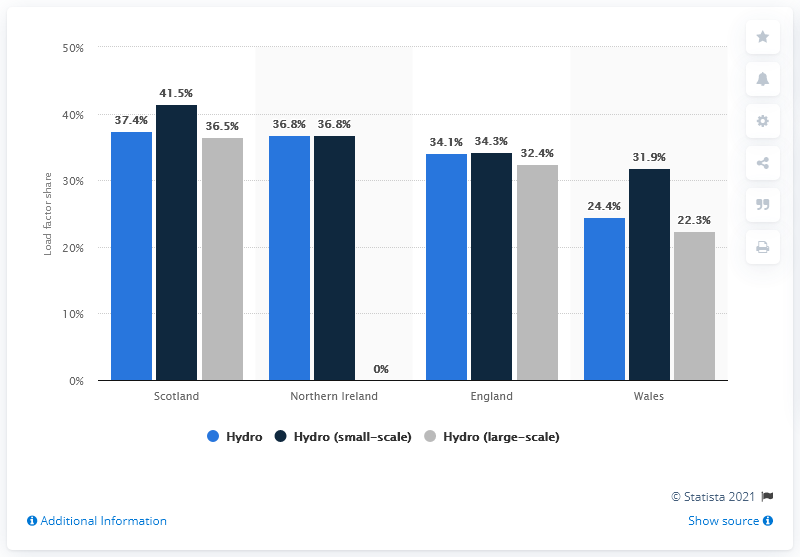 50%
40%
30%
20%
10%
0%
Load factor share
37.4%
41.5%
36.5%
36.8%
36.8%
0%
34.1%
34.3%
32.4%
24.4%
31.9%
22.3%
Scotland
Northern Ireland
England
Wales
Hydro
Hydro (small-scale)
Hydro (large-scale)
© Statista 2021
Additional Information
Show source